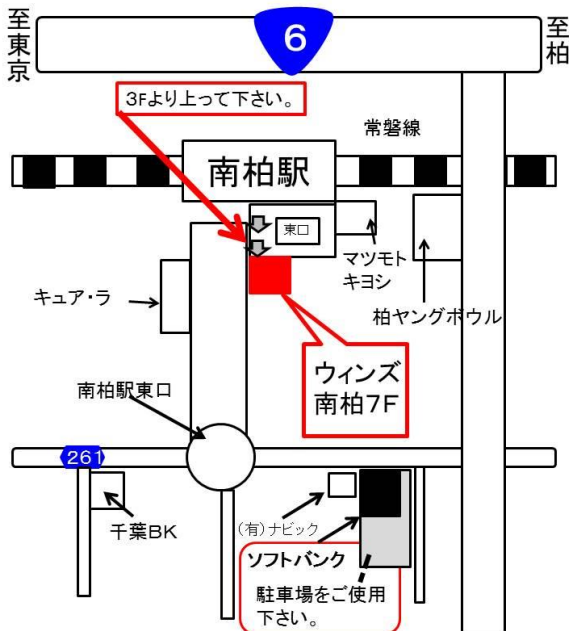 至東京
6
至柏
3Fより上って下さい。
常磐線
南柏駅
東口
マツモト
キヨシ
キュア・ラ
柏ヤングボウル
ウィンズ
南柏7F
南柏駅東口
261
千葉BK
(有)ナビック
ソフトバンク
駐車場をご使用
下さい。